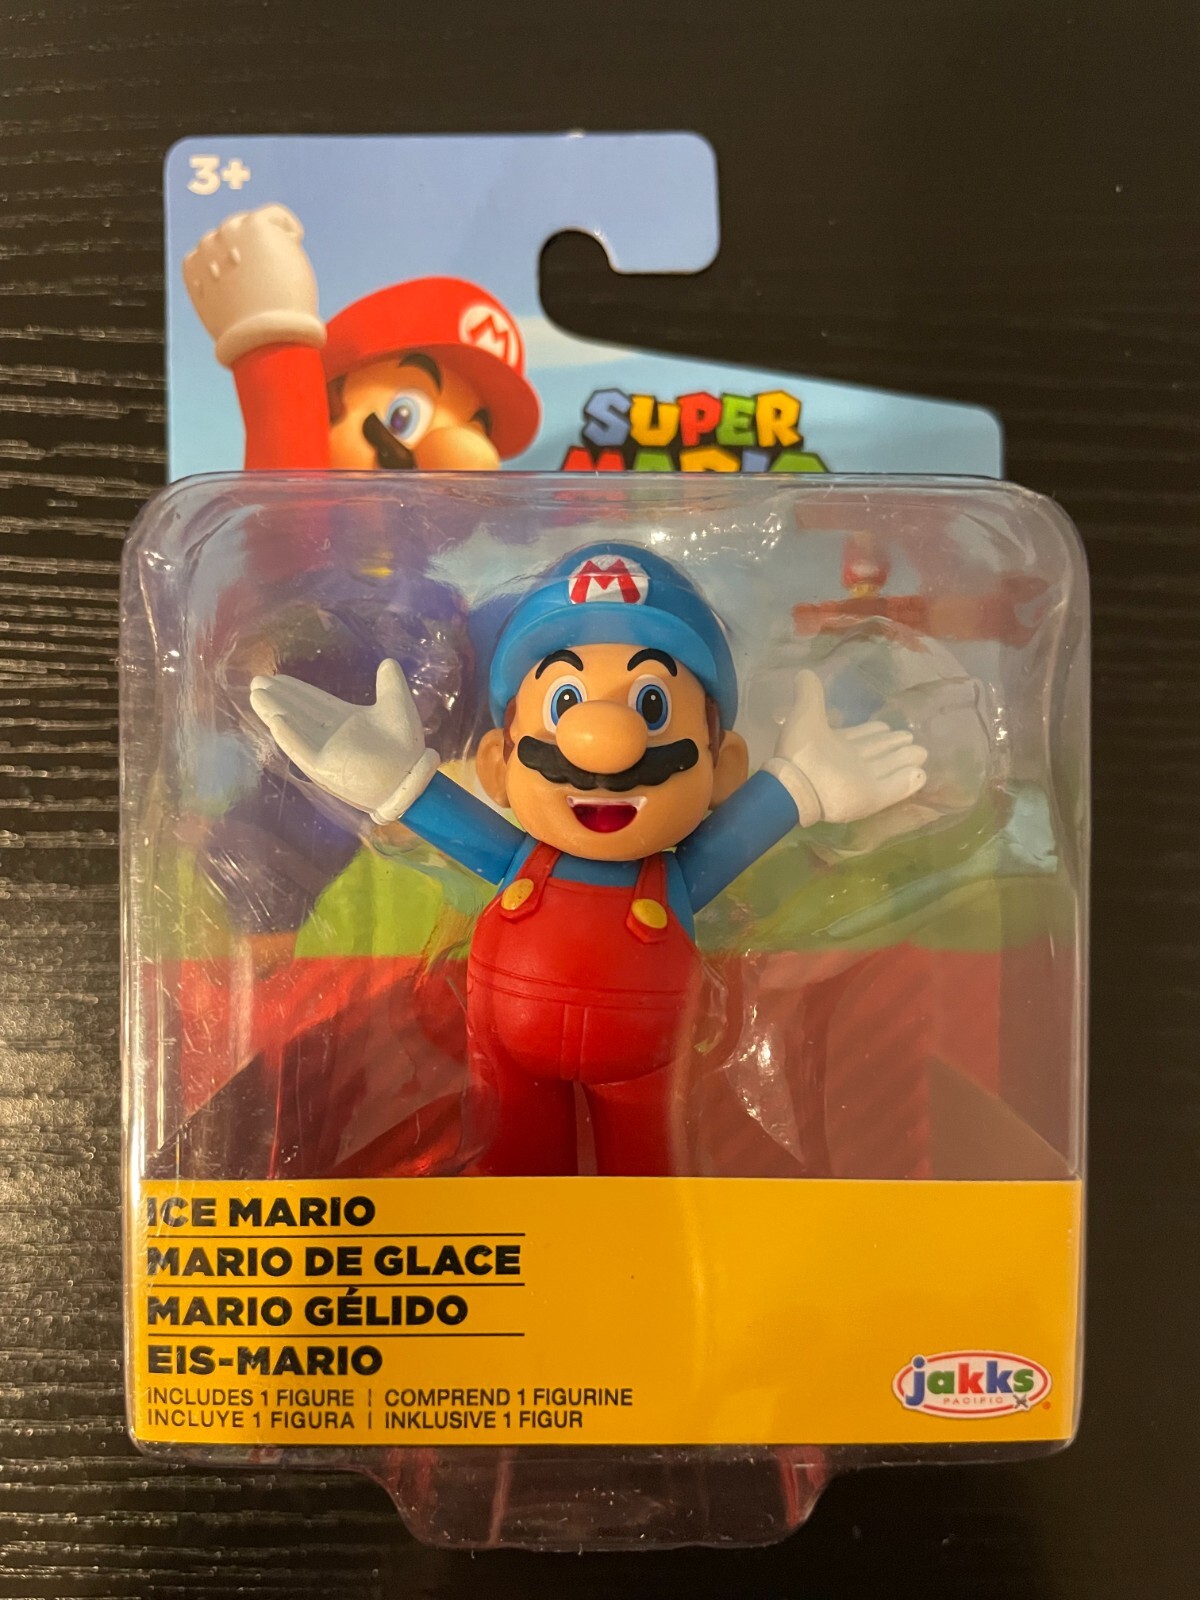 3+
M
SUPER
MARIO
M
ICE MARIO
MARIO DE GLACE
MARIO GÉLIDO
EIS-MARIO
INCLUDES 1 FIGURE | COMPREND 1 FIGURINE
INCLUYE 1 FIGURA | INKLUSIVE 1 FIGUR
jakks
PACIFIC